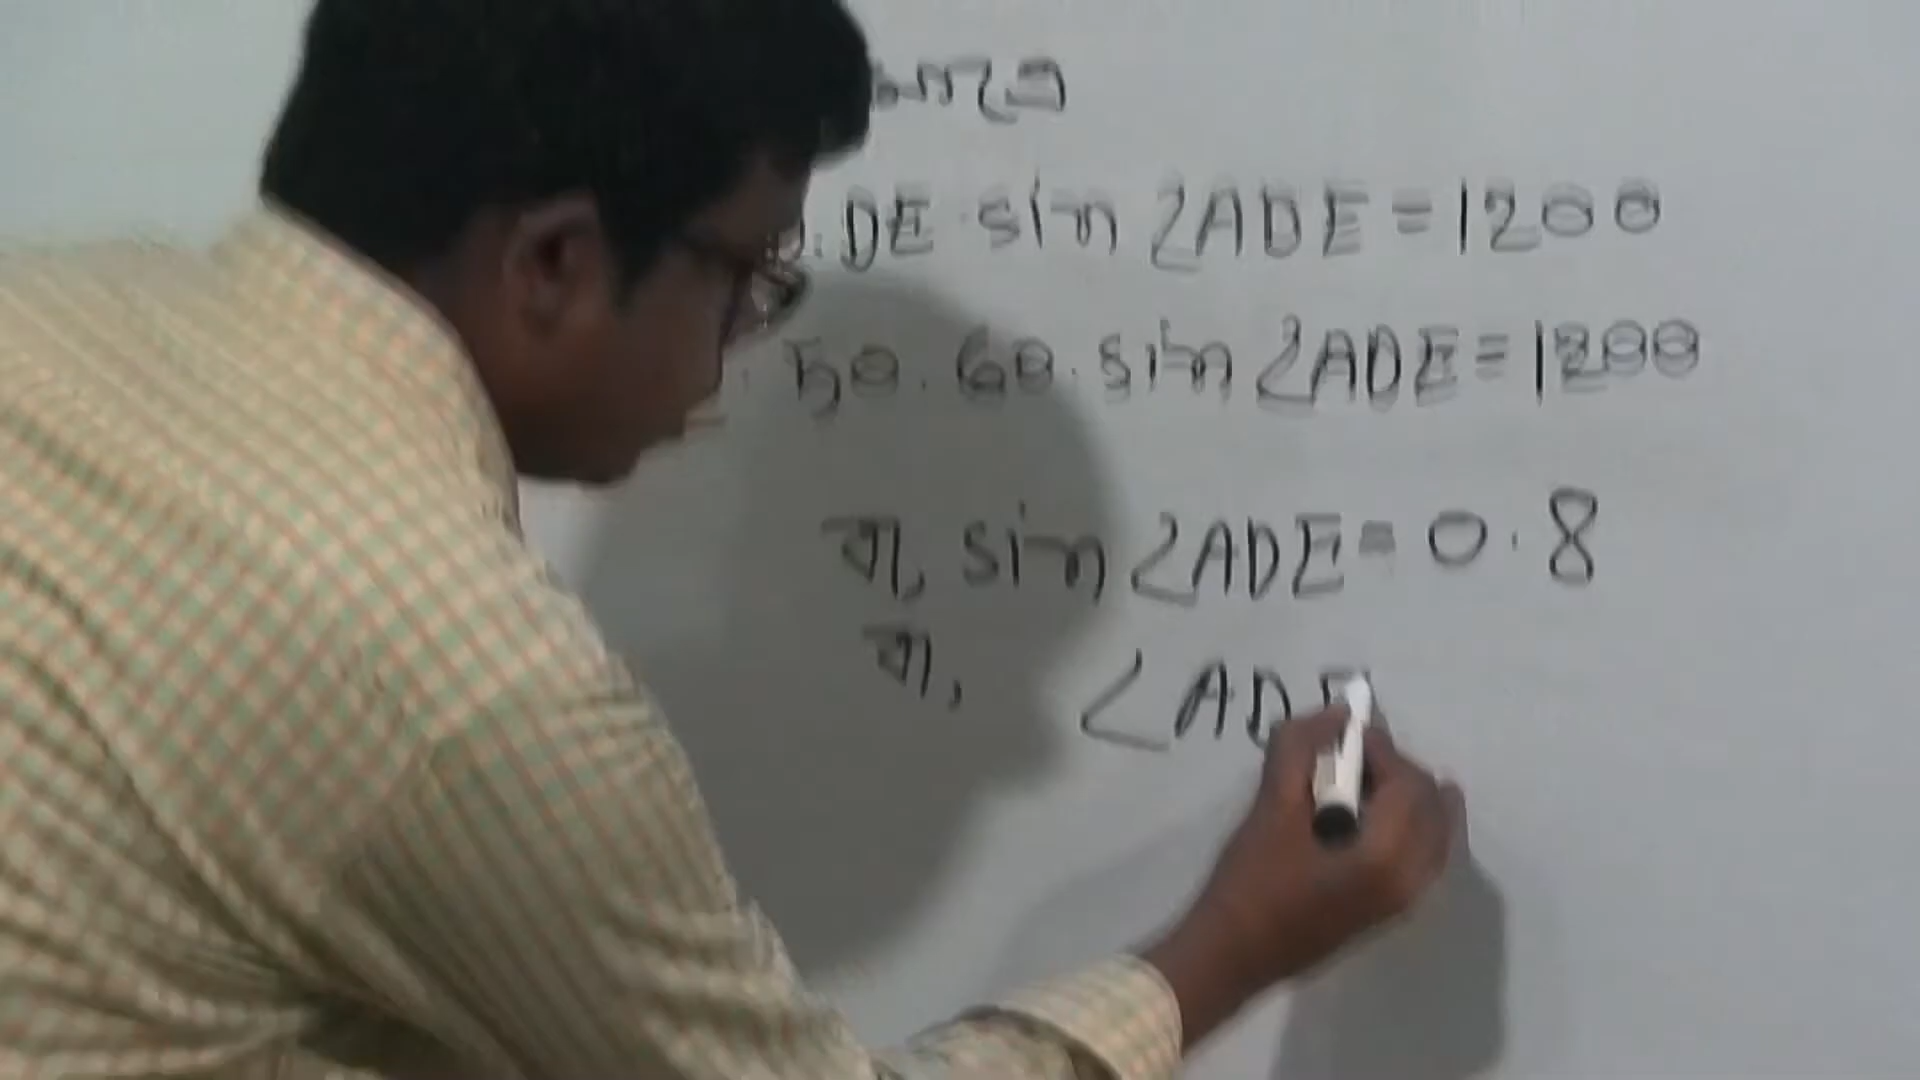 DE sin ∠ADE = 1200
50.60. sin ∠ADE = 1200
বা, sin ∠ADE = 0.8
বা, ∠ADE